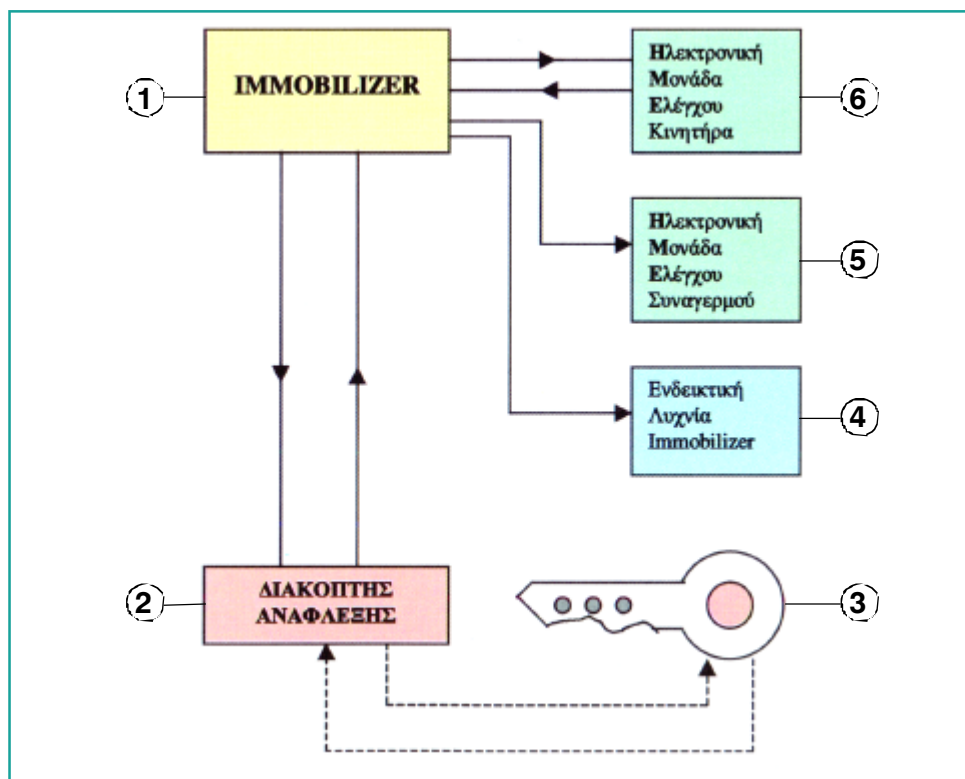 1
IMMOBILIZER
Ηλεκτρονική
Μονάδα
Ελέγχου
Κινητήρα
6
Ηλεκτρονική
Μονάδα
Ελέγχου
Συναγερμού
5
Ενδεικτική
Λυχνία
Immobilizer
4
2
ΔΙΑΚΟΠΤΗΣ
ΑΝΑΦΛΕΞΗΣ
3